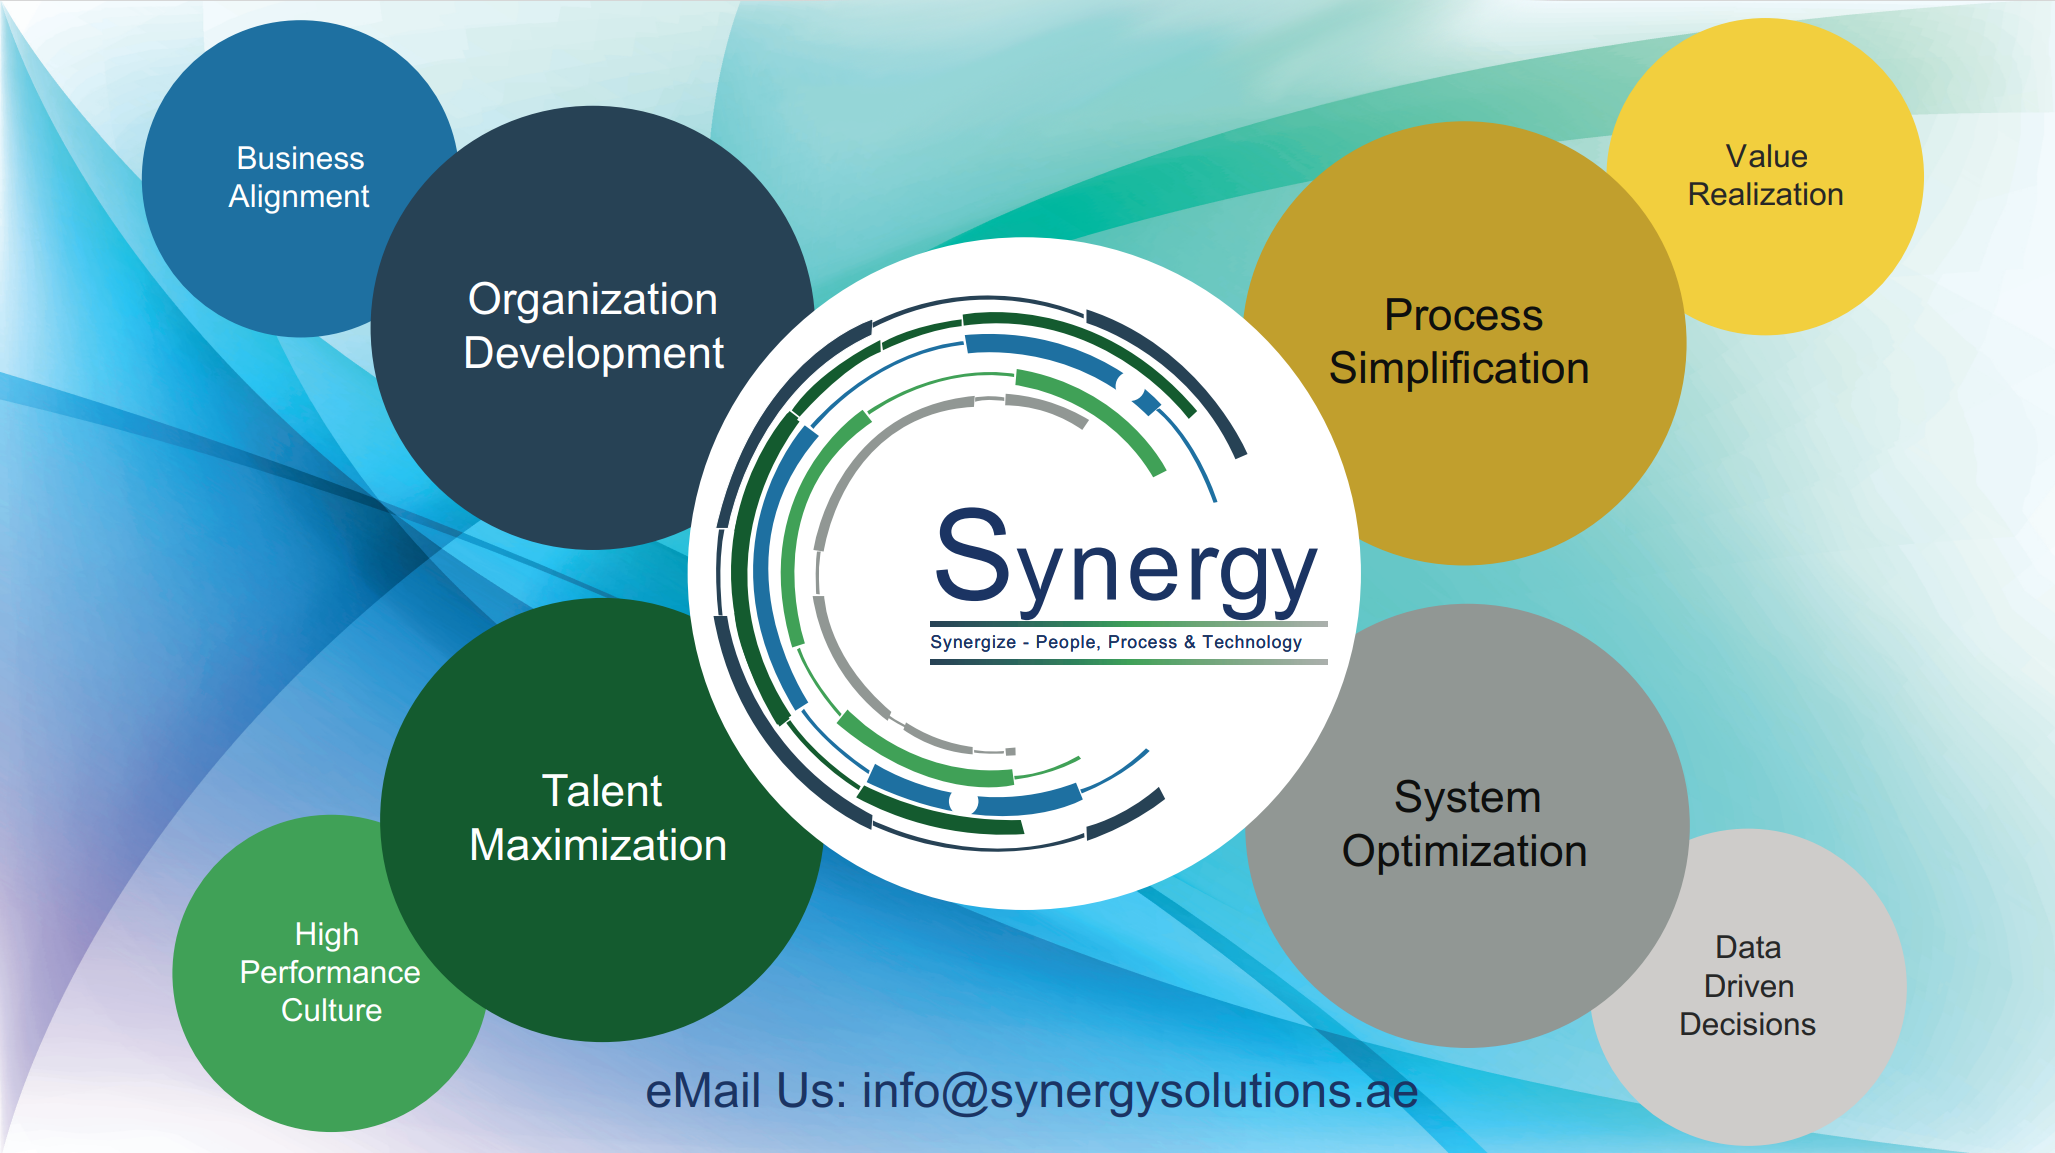 Business
Alignment
Organization
Development
Value
Realization
Process
Simplification
Synergy
Synergize - People, Process & Technology
Talent
Maximization
High
Performance
Culture
System
Optimization
Data
Driven
Decisions
eMail Us: info@synergysolutions.ae